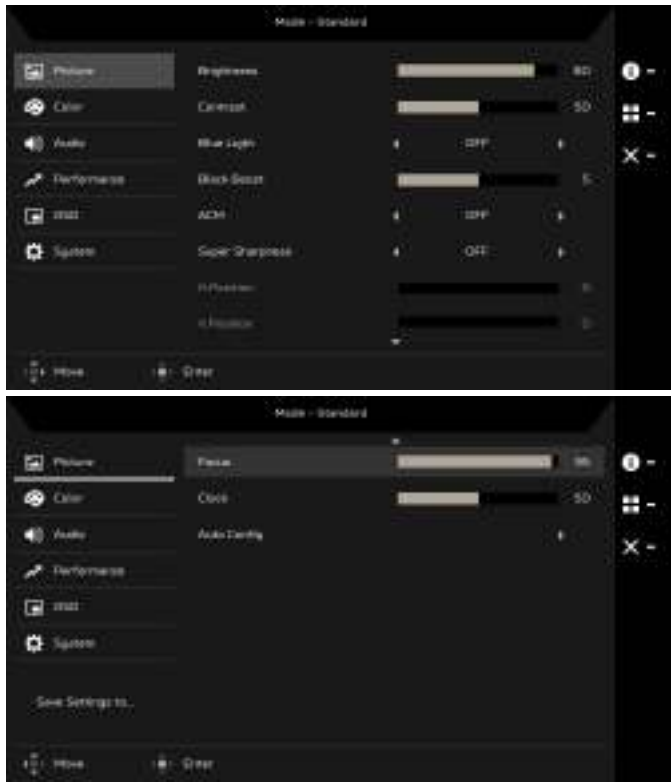 Mode - Standard
Picture
Brightness 80
Color
Contrast 50
Audio
Blue Light OFF
Performance
Black Boost 5
OSD
ACM OFF
System
Super Sharpness OFF
H.Position
V.Position
Move Enter
Mode - Standard
Picture
Focus
Color
Clock 50
Audio
Auto Config
Performance
OSD
System
Save Settings to...
Move Enter